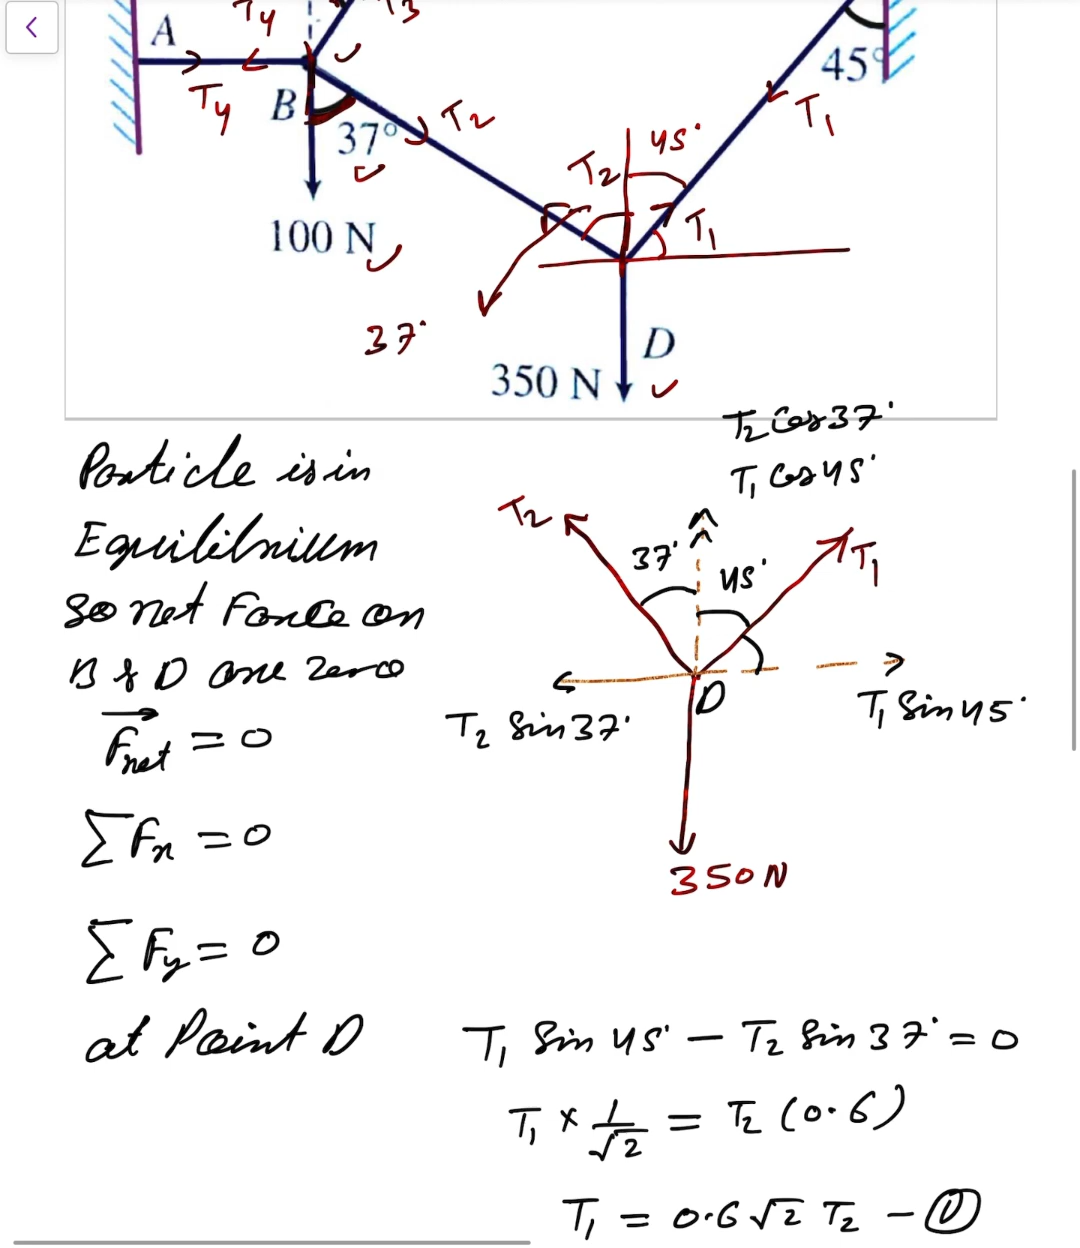 T4
T3
A
45°
T4
B
T2
T1
37°
45°
T2
T1
100 N
37°
D
350 N
T2 Cos37°
Particle is in
T1 Cos45°
T2
Equilibrium
37°
45°
T1
So net Force on
B & D are zero
D
T2 Sin37°
T1 Sin45°
Fnet = 0
ΣFx = 0
350N
ΣFy = 0
at Point D
T1 Sin 45° - T2 Sin 37° = 0
T1 × 1/√2 = T2 (0.6)
T1 = 0.6√2 T2 - ①